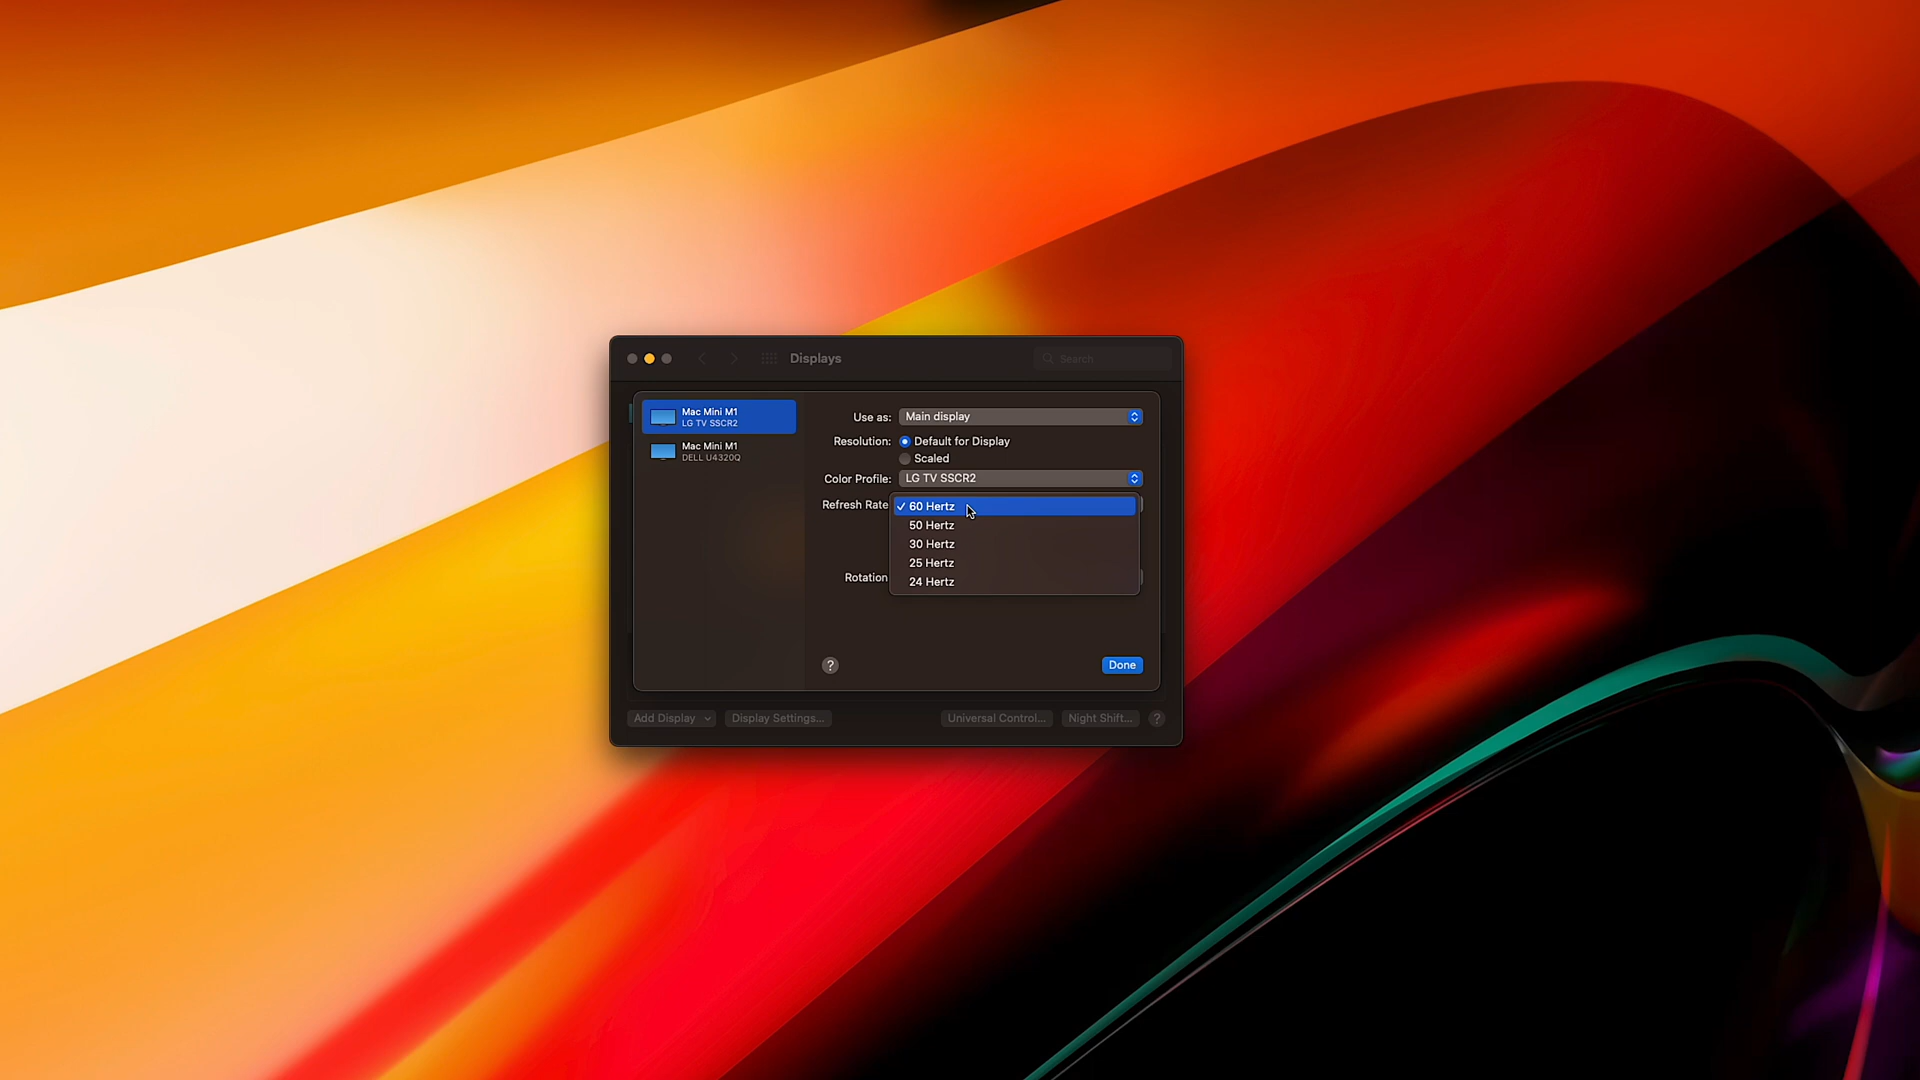 Displays
Search
Mac Mini M1
LG TV SSCR2
Mac Mini M1
DELL U4320Q
Use as: Main display
Resolution: Default for Display
Scaled
Color Profile: LG TV SSCR2
Refresh Rate
✓ 60 Hertz
50 Hertz
30 Hertz
25 Hertz
24 Hertz
Rotation
? Done
Add Display Display Settings... Universal Control... Night Shift... ?